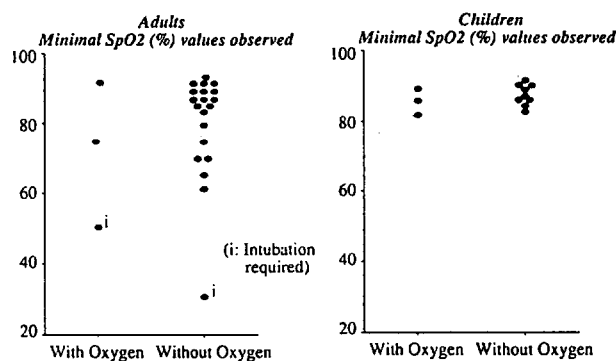 Adults
Minimal SpO2 (%) values observed
100
80
60
40
20
i
i
(i: Intubation
required)
With Oxygen Without Oxygen
Children
Minimal SpO2 (%) values observed
100
80
60
40
20
With Oxygen Without Oxygen